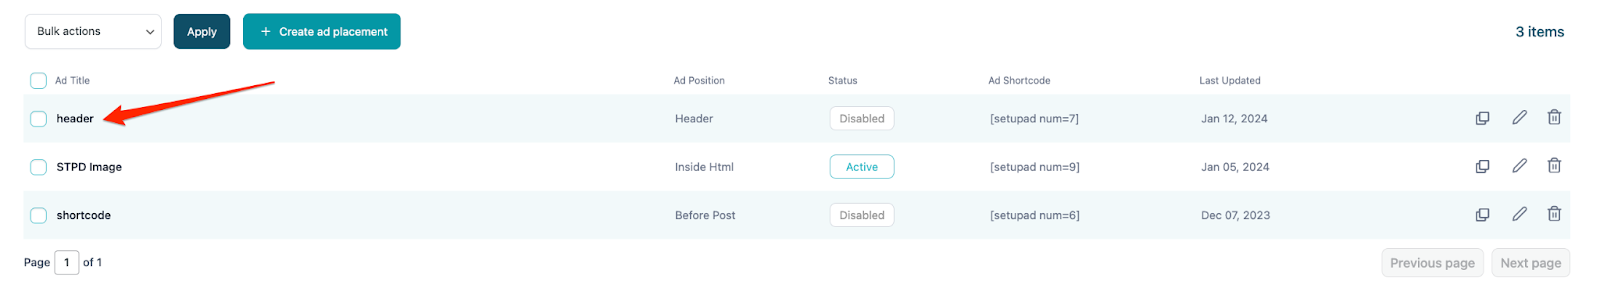 Bulk actions Apply + Create ad placement 3 items
Ad Title Ad Position Status Ad Shortcode Last Updated
header Header Disabled [setupad num=7] Jan 12, 2024
STPD Image Inside Html Active [setupad num=9] Jan 05, 2024
shortcode Before Post Disabled [setupad num=6] Dec 07, 2023
Page 1 of 1 Previous page Next page